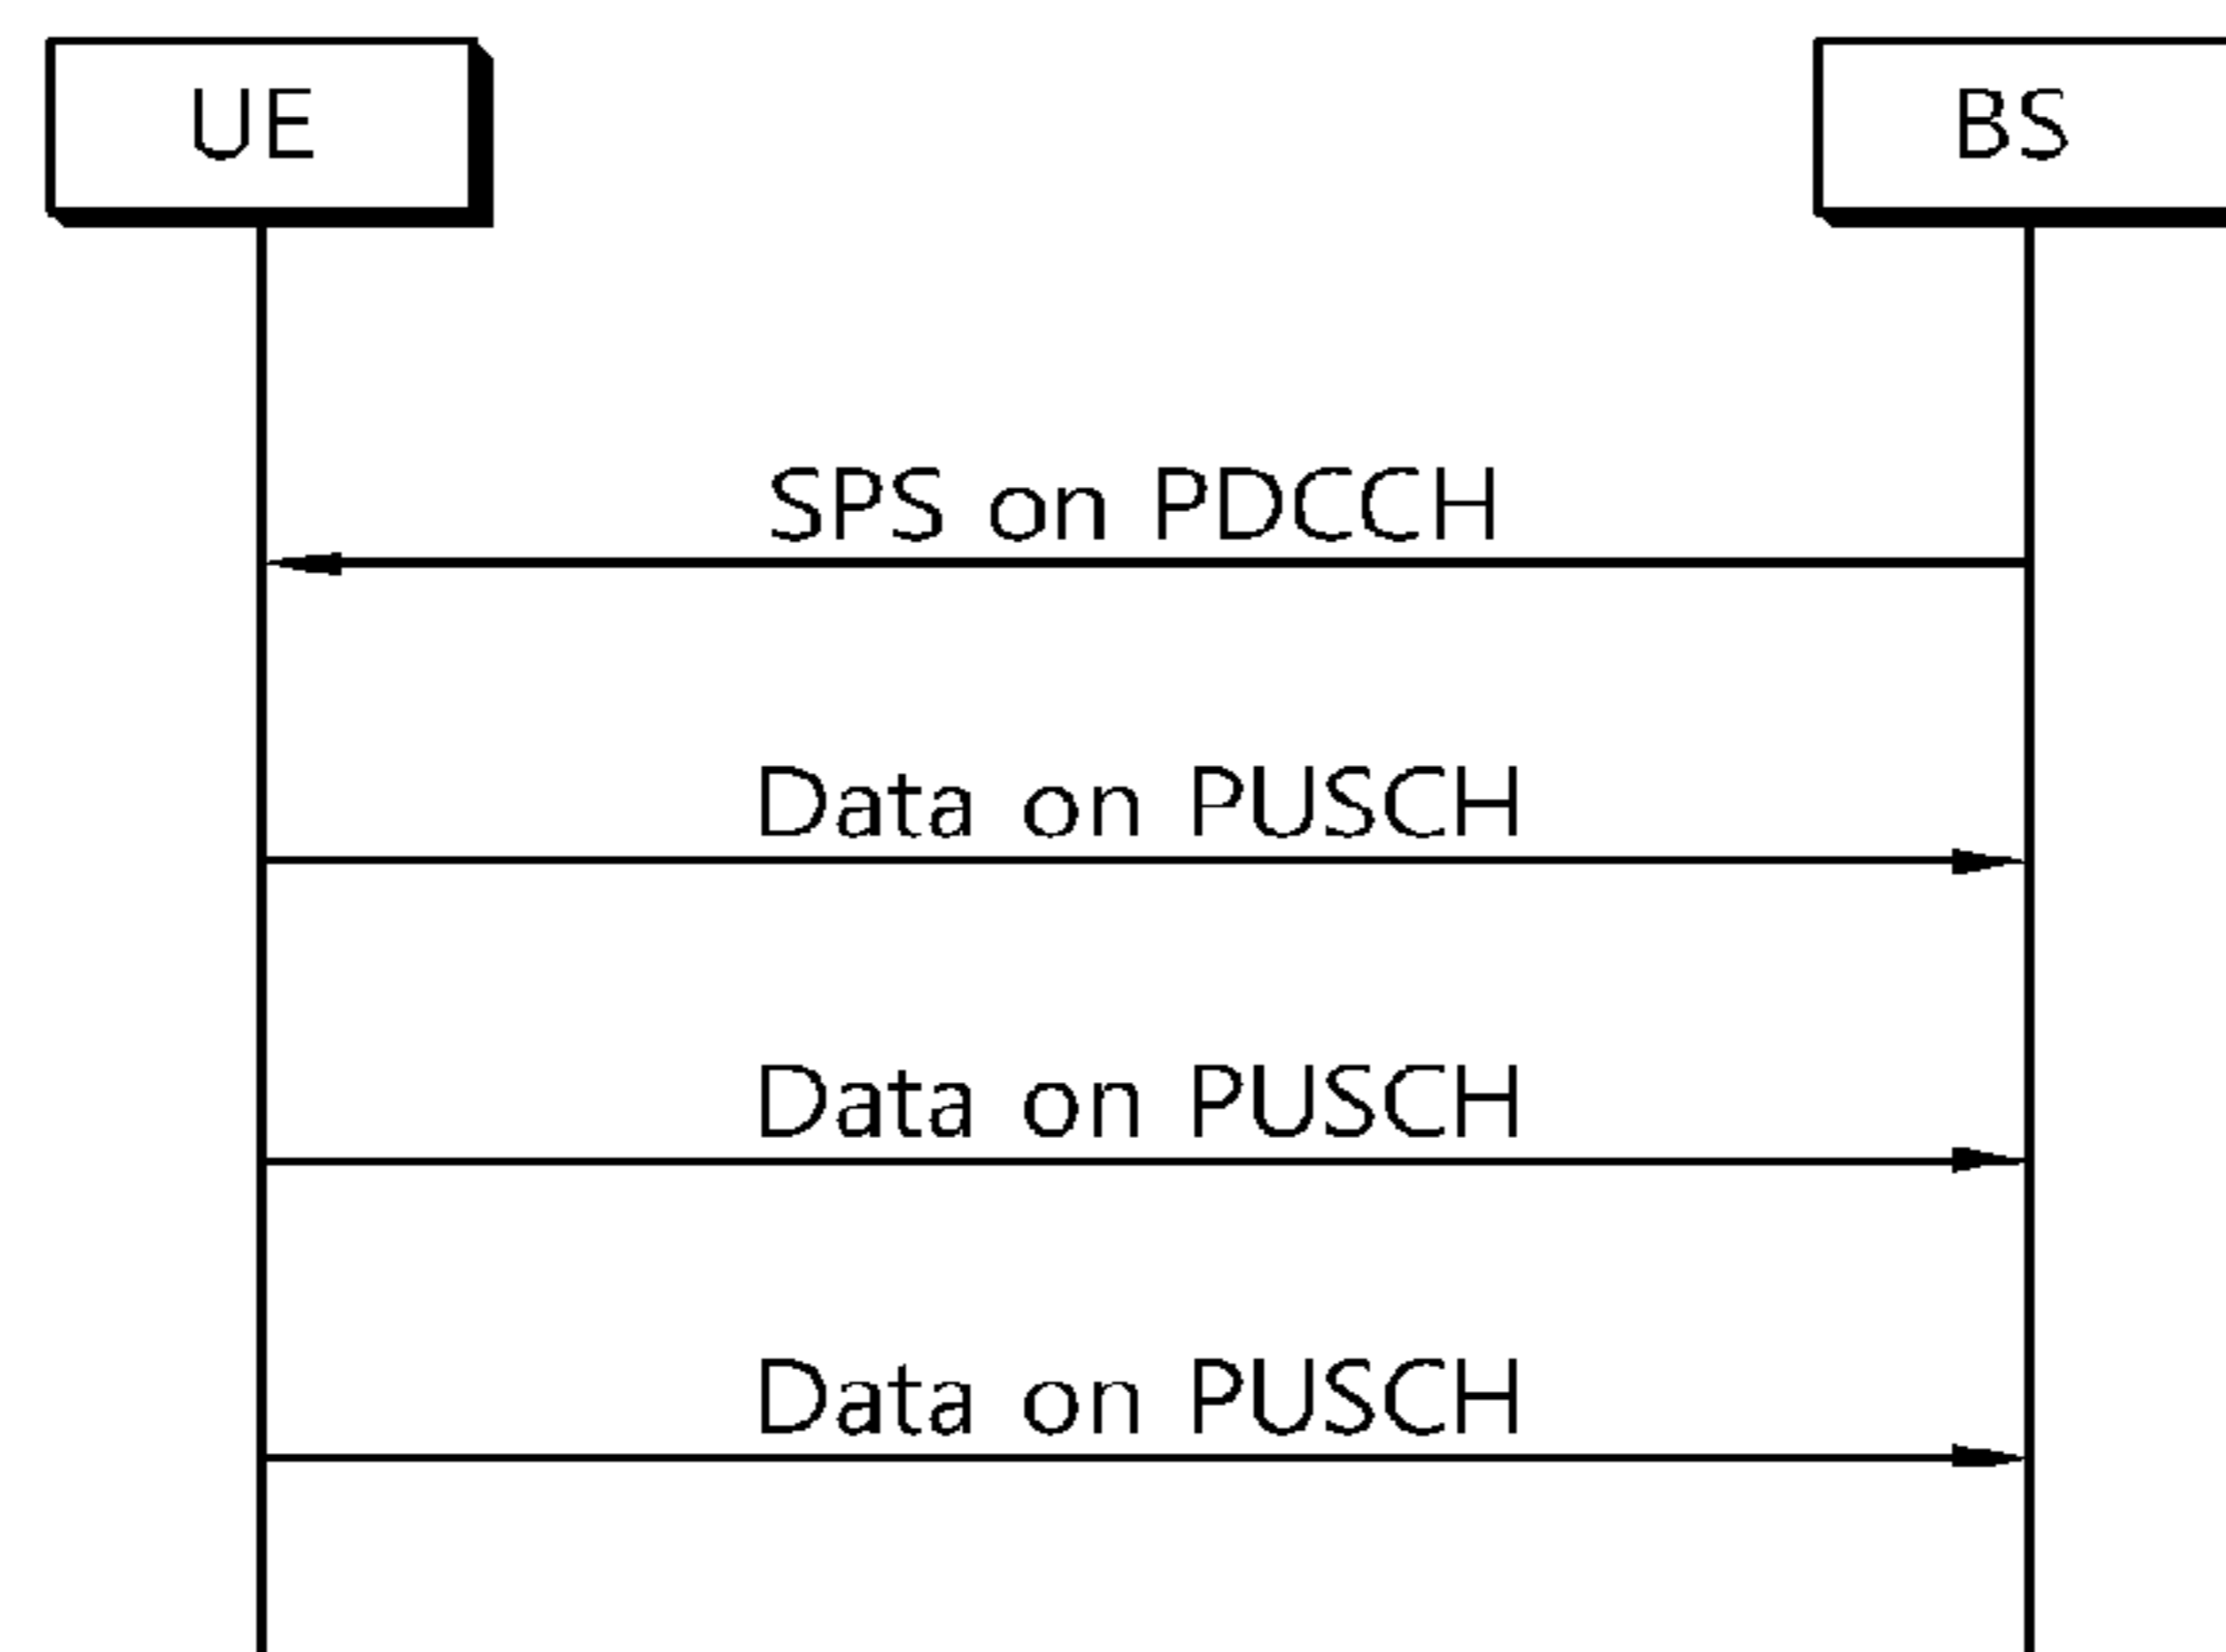 UE
BS
SPS on PDCCH
Data on PUSCH
Data on PUSCH
Data on PUSCH